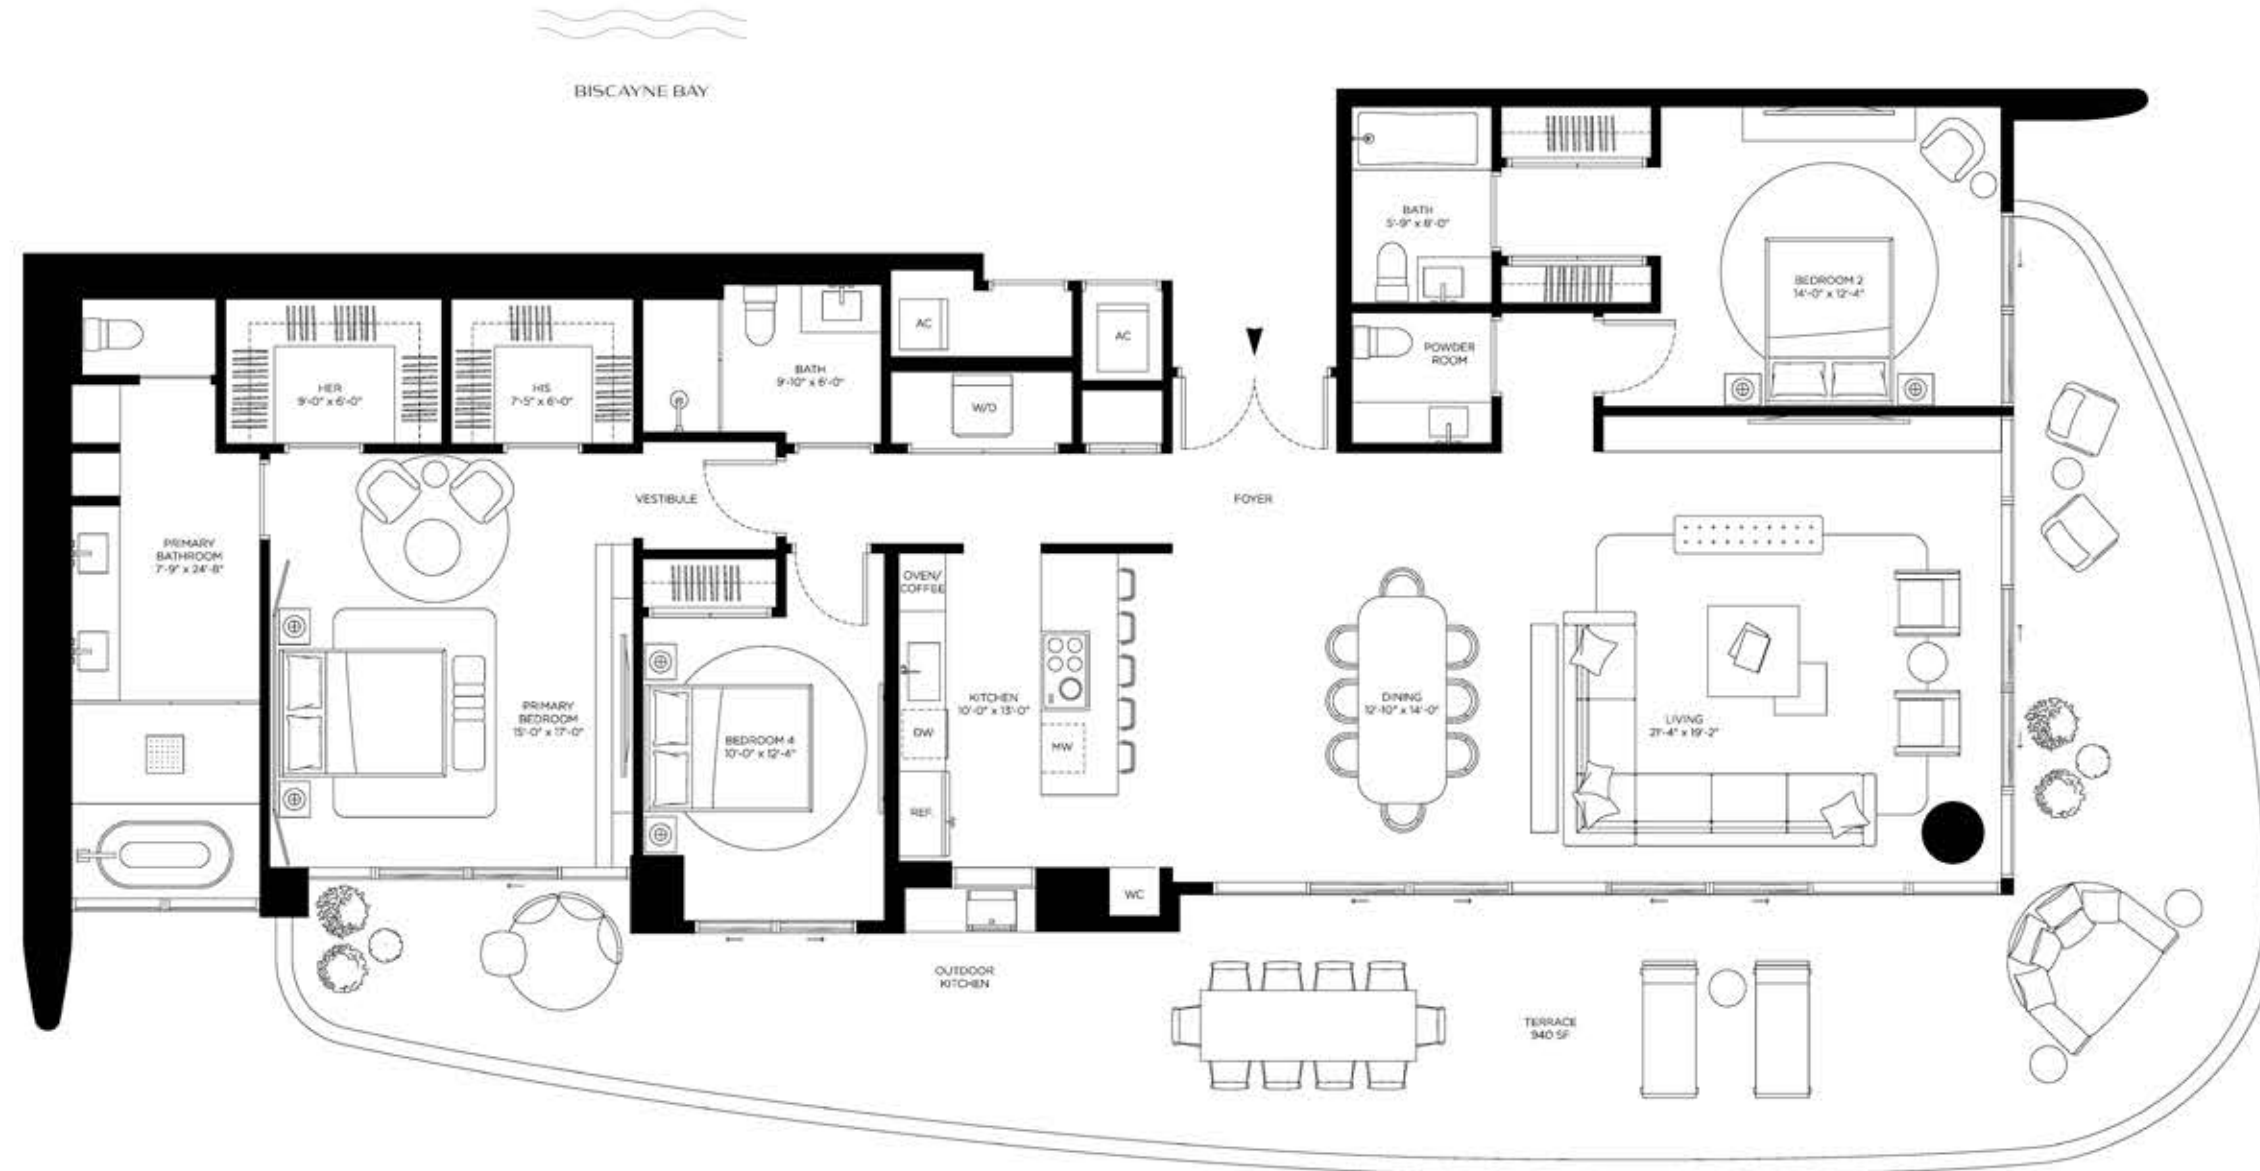 BISCAYNE BAY
BATH
5'-9" x 8'-0"
BEDROOM 2
14'-0" x 12'-4"
AC
AC
POWDER
ROOM
HER
9'-0" x 6'-0"
HIS
7'-5" x 6'-0"
BATH
9'-10" x 6'-0"
W/D
VESTIBULE
FOYER
PRIMARY
BATHROOM
7'-9" x 24'-8"
OVEN/
COFFEE
PRIMARY
BEDROOM
15'-0" x 17'-0"
BEDROOM 4
10'-0" x 12'-4"
KITCHEN
10'-0" x 13'-0"
DW
MW
REF.
DINING
12'-10" x 14'-0"
LIVING
21'-4" x 19'-2"
WC
OUTDOOR
KITCHEN
TERRACE
940 SF